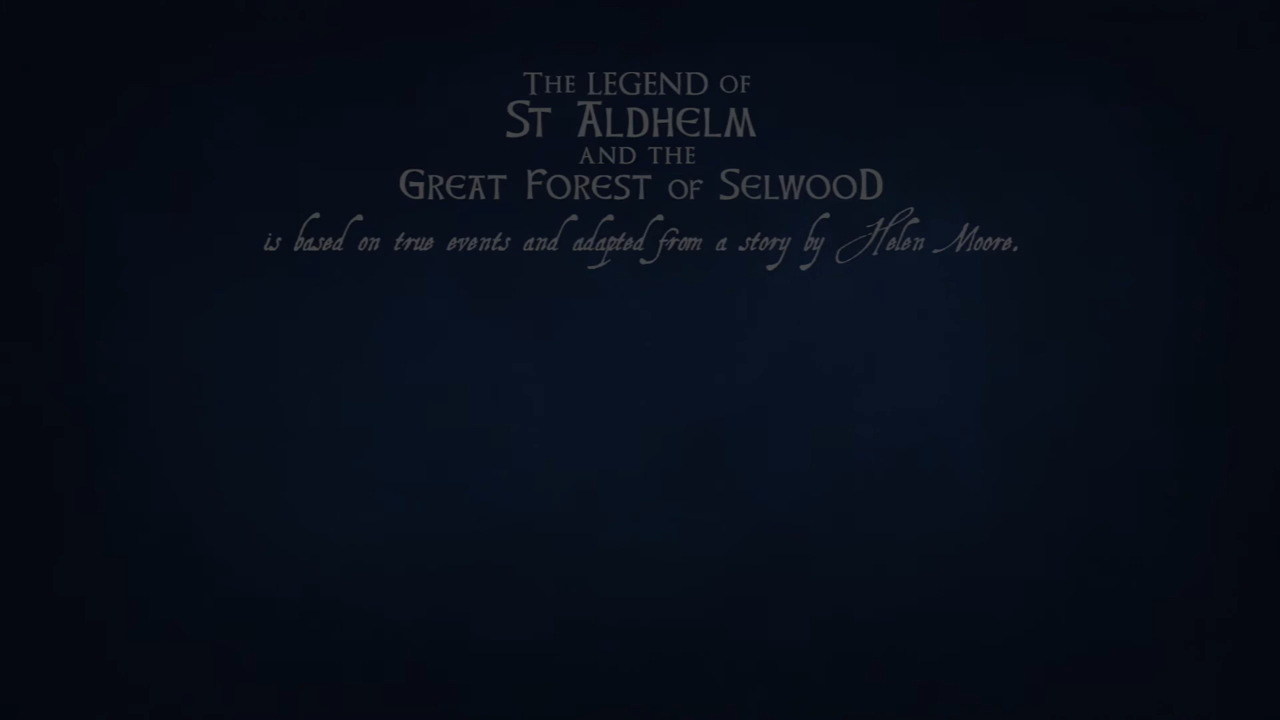 The LEGEND OF
ST ALDHELM
AND THE
GREAT FOREST OF SELWOOD
is based on true events and adapted from a story by Helen Moore.